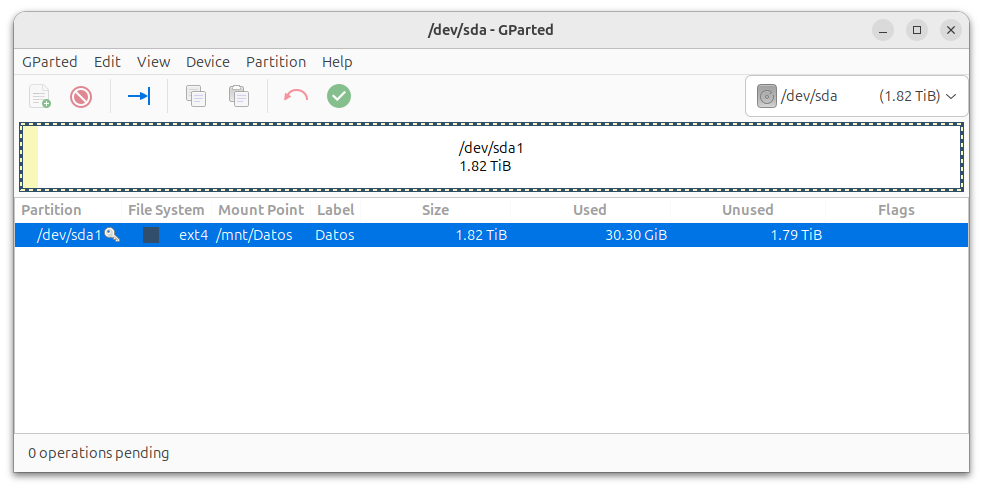 /dev/sda - GParted
GParted Edit View Device Partition Help
/dev/sda (1.82 TiB)
/dev/sda1
1.82 TiB
Partition File System Mount Point Label Size Used Unused Flags
/dev/sda1 ext4 /mnt/Datos Datos 1.82 TiB 30.30 GiB 1.79 TiB
0 operations pending